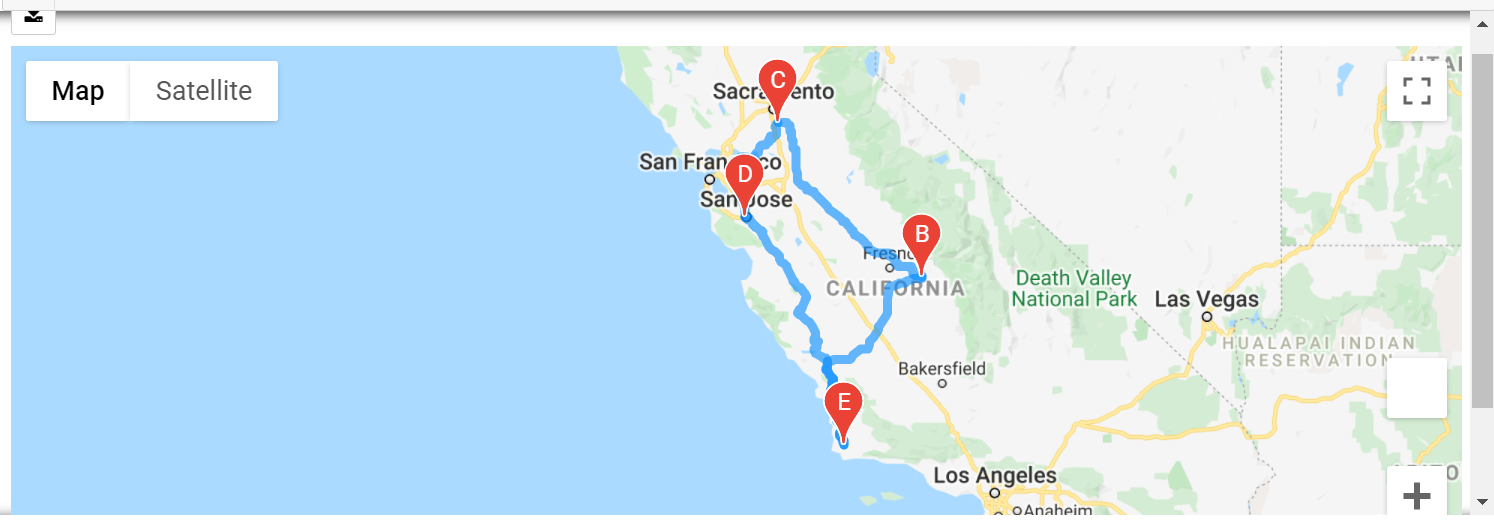 Map
Satellite
UTAH
C
Sacramento
San Francisco
D
San Jose
B
Fresno
CALIFORNIA
Death Valley
National Park
Las Vegas
HUALAPAI INDIAN
RESERVATION
Bakersfield
E
Los Angeles
Anaheim
+